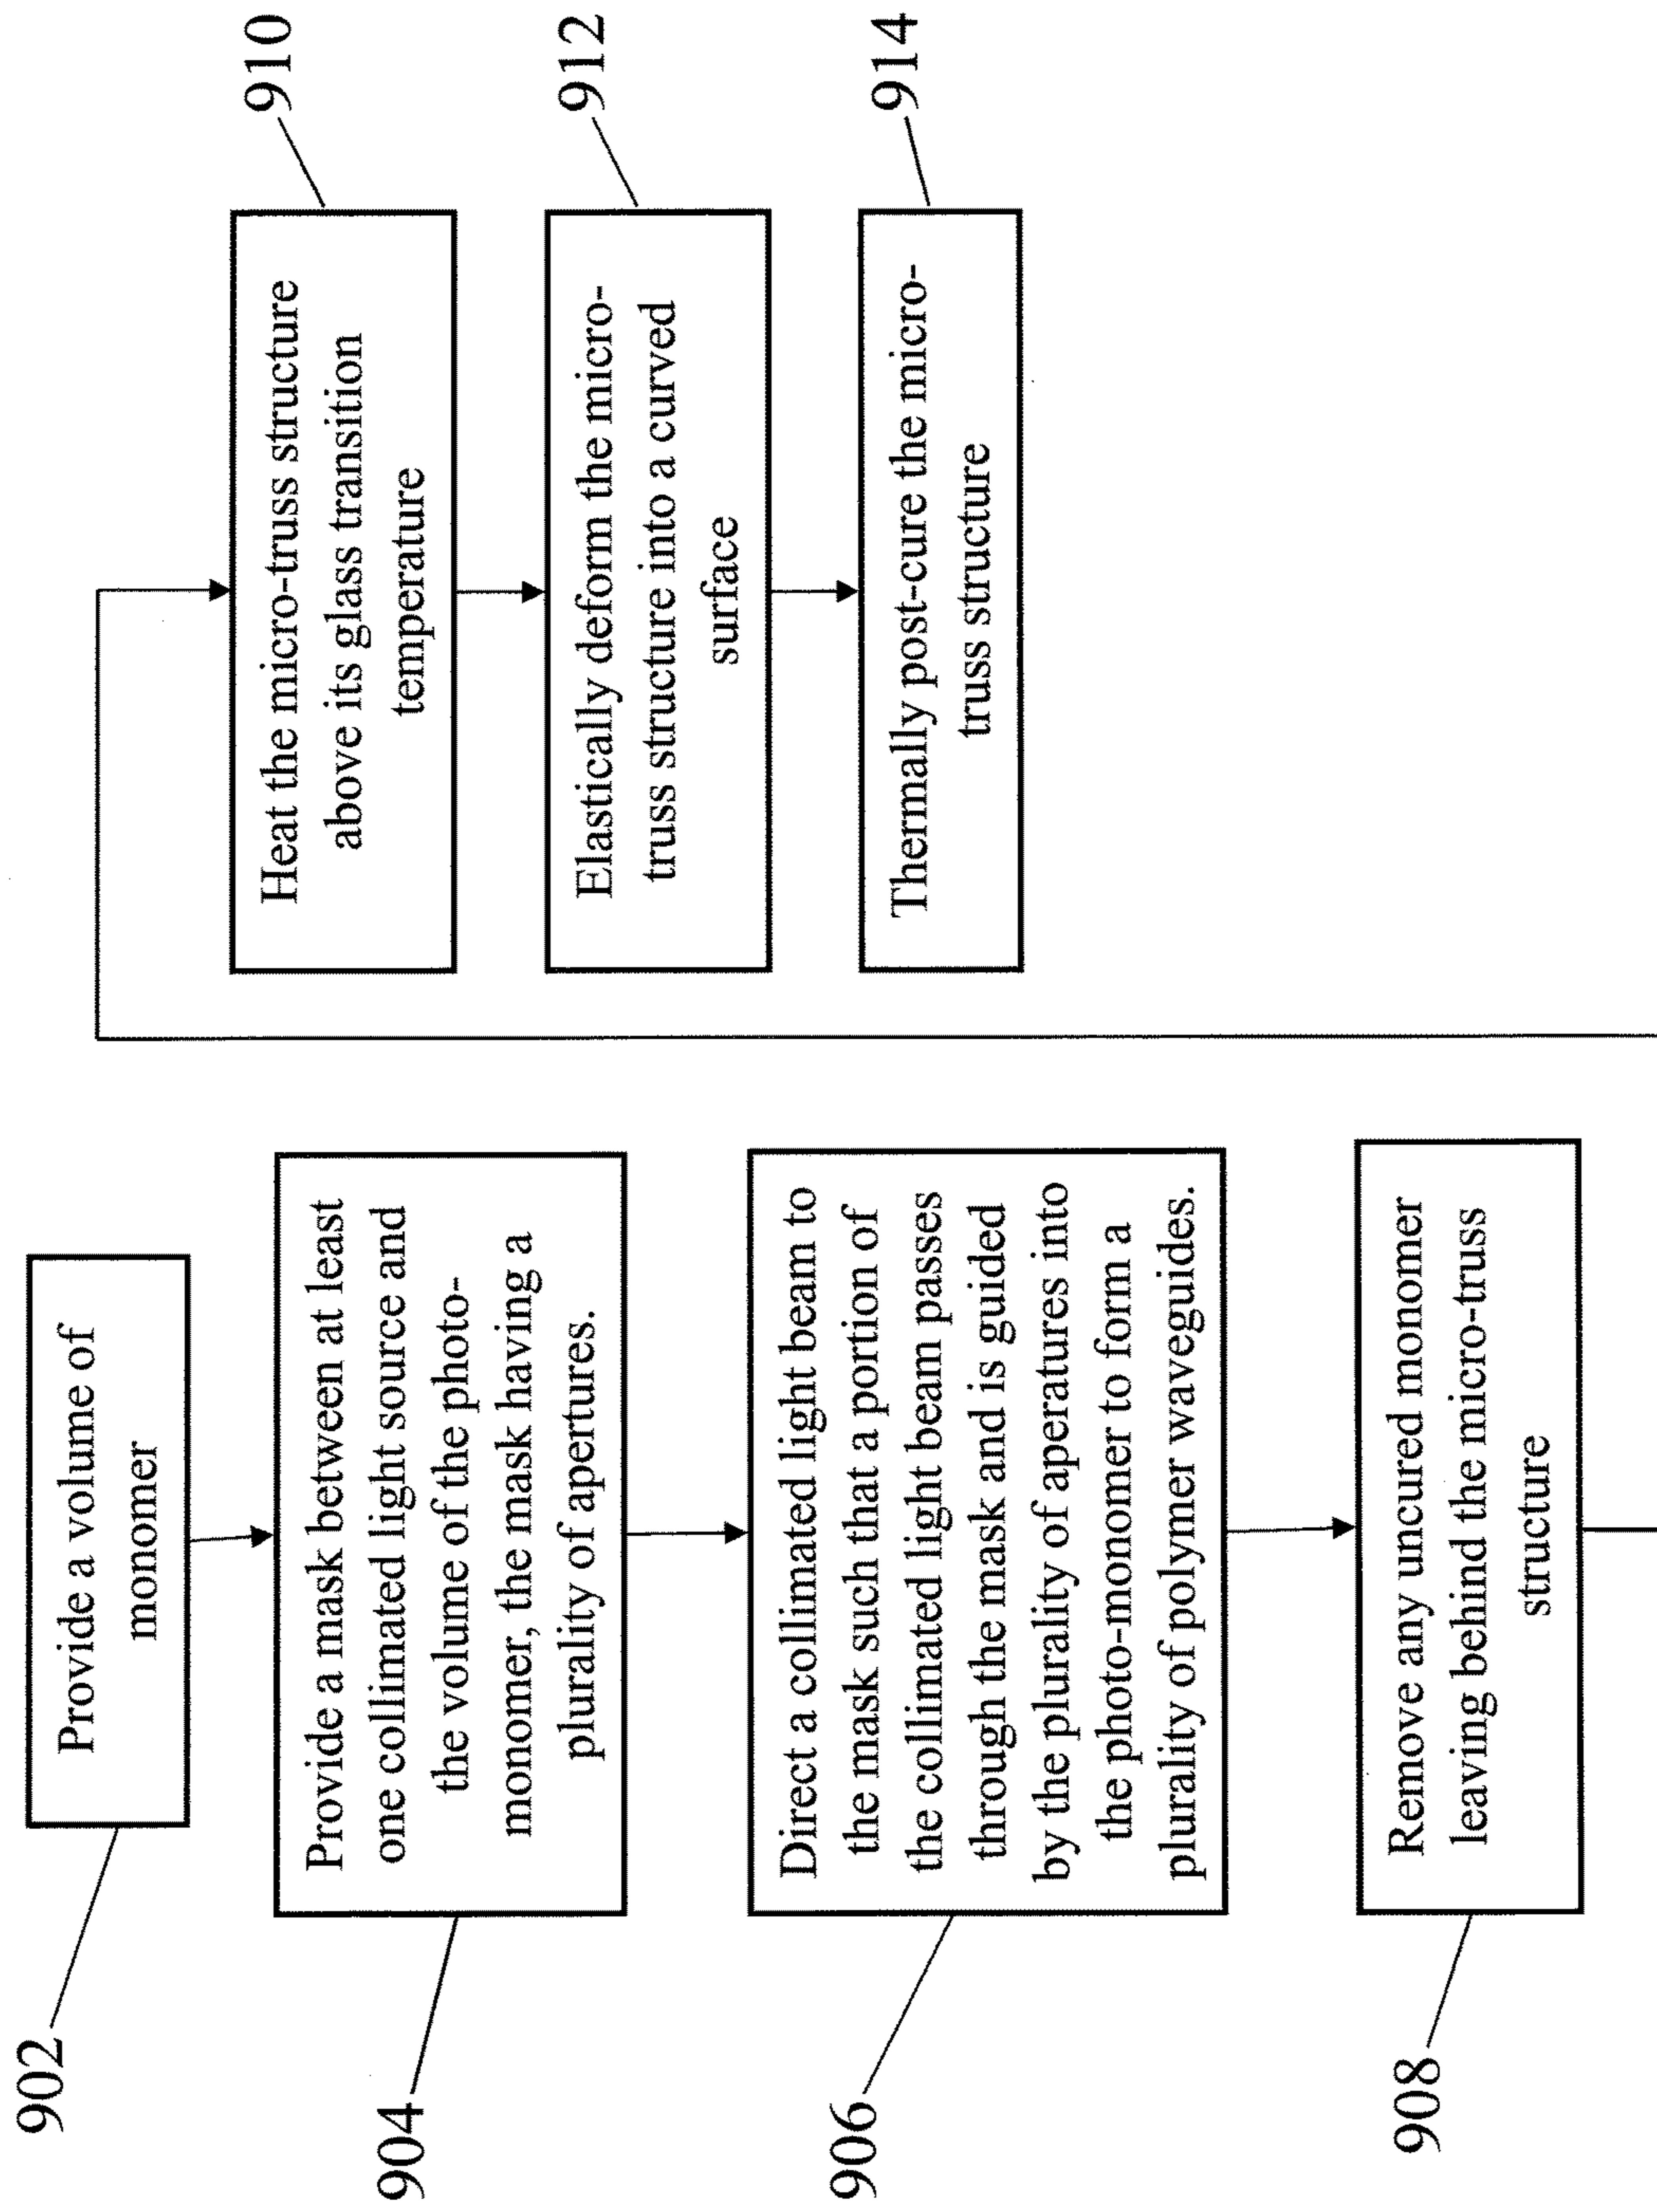 902
Provide a volume of
monomer
904
Provide a mask between at least
one collimated light source and
the volume of the photo-
monomer, the mask having a
plurality of apertures.
906
Direct a collimated light beam to
the mask such that a portion of
the collimated light beam passes
through the mask and is guided
by the plurality of aperatures into
the photo-monomer to form a
plurality of polymer waveguides.
908
Remove any uncured monomer
leaving behind the micro-truss
structure
910
Heat the micro-truss structure
above its glass transition
temperature
912
Elastically deform the micro-
truss structure into a curved
surface
914
Thermally post-cure the micro-
truss structure